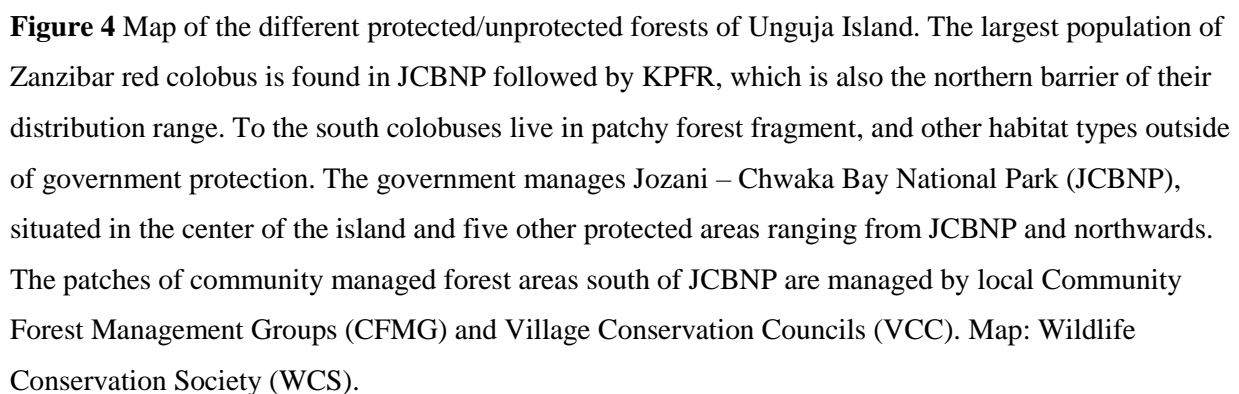 Figure 4 Map of the different protected/unprotected forests of Unguja Island. The largest population of
Zanzibar red colobus is found in JCBNP followed by KPFR, which is also the northern barrier of their
distribution range. To the south colobuses live in patchy forest fragment, and other habitat types outside
of government protection. The government manages Jozani – Chwaka Bay National Park (JCBNP),
situated in the center of the island and five other protected areas ranging from JCBNP and northwards.
The patches of community managed forest areas south of JCBNP are managed by local Community
Forest Management Groups (CFMG) and Village Conservation Councils (VCC). Map: Wildlife
Conservation Society (WCS).